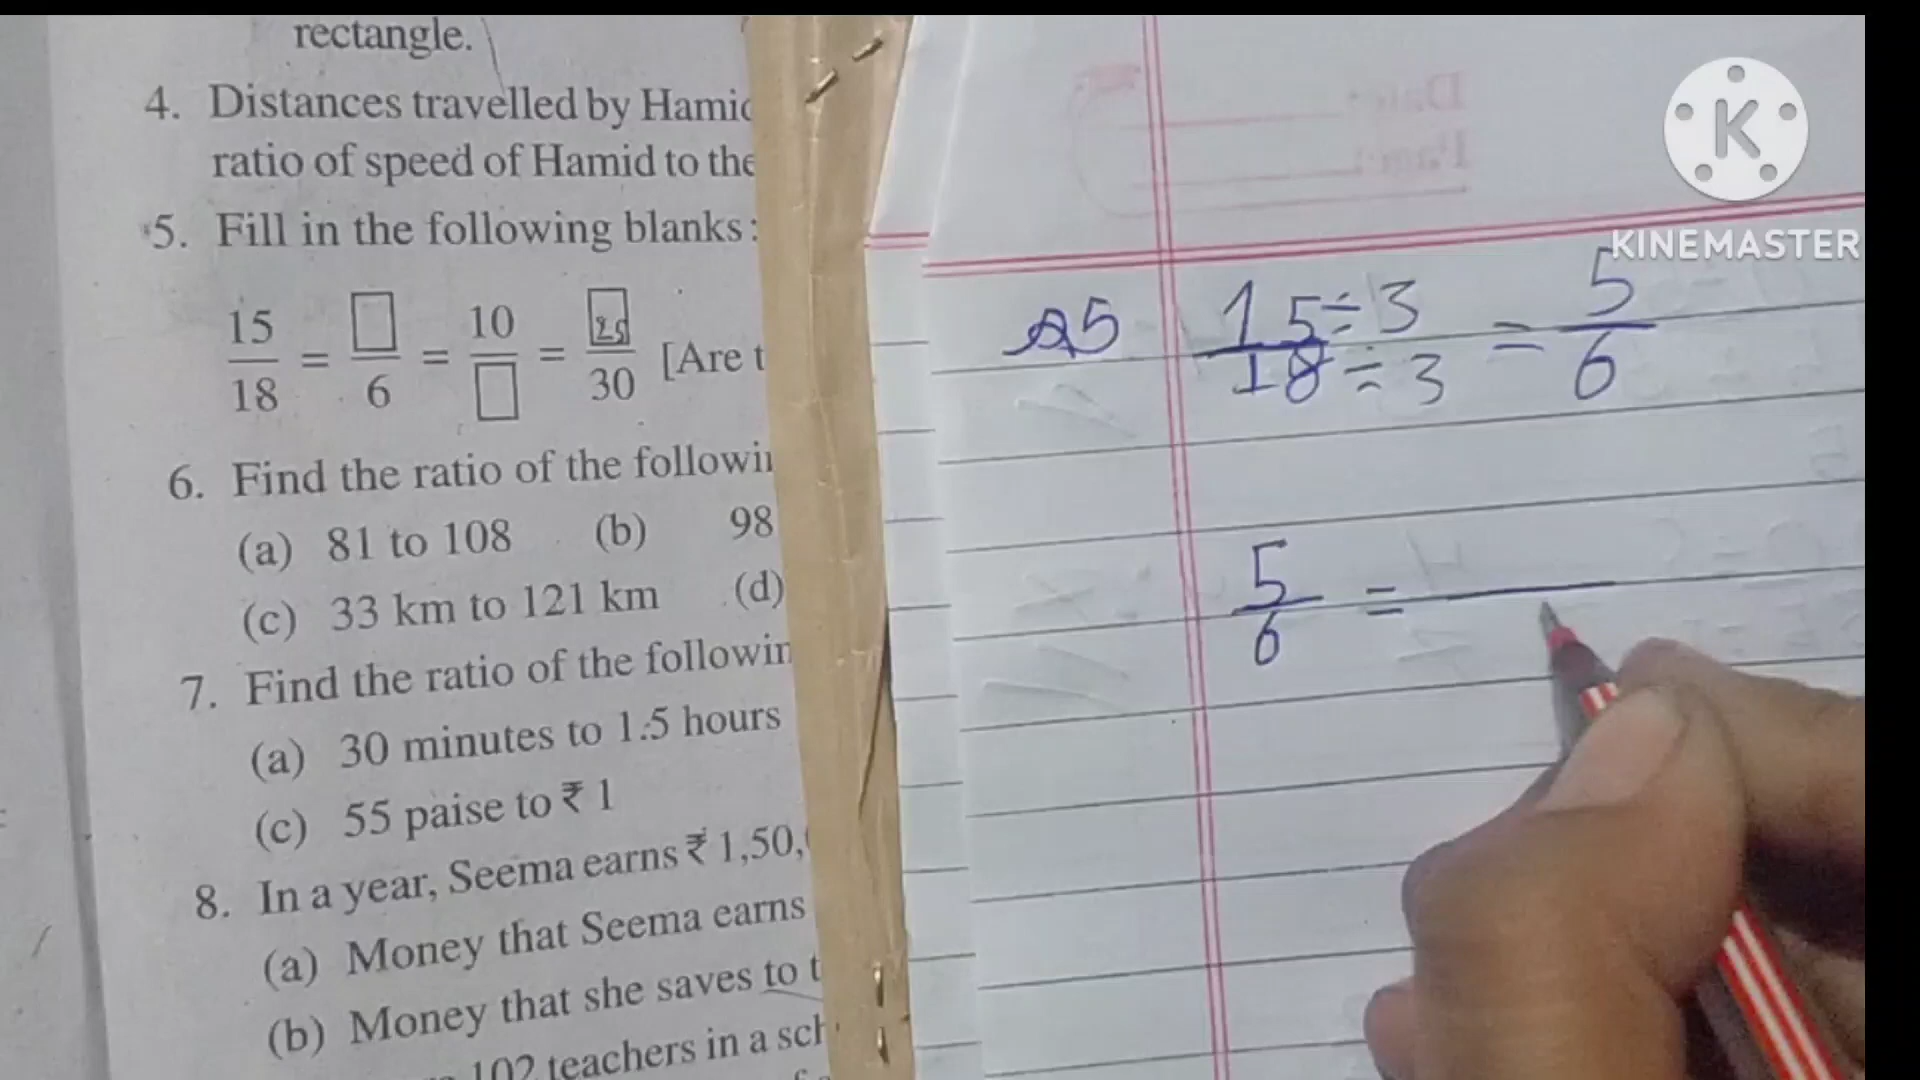 rectangle.
4. Distances travelled by Hamid
ratio of speed of Hamid to the
5. Fill in the following blanks:
15/18 = □/6 = 10/□ = 25/30 [Are t
6. Find the ratio of the followin
(a) 81 to 108 (b) 98
(c) 33 km to 121 km (d)
7. Find the ratio of the followin
(a) 30 minutes to 1.5 hours
(c) 55 paise to ₹ 1
8. In a year, Seema earns ₹ 1,50,
(a) Money that Seema earns
(b) Money that she saves to t
102 teachers in a sch
K
KINEMASTER
25 15÷3/18÷3 = 5/6
5/6 =